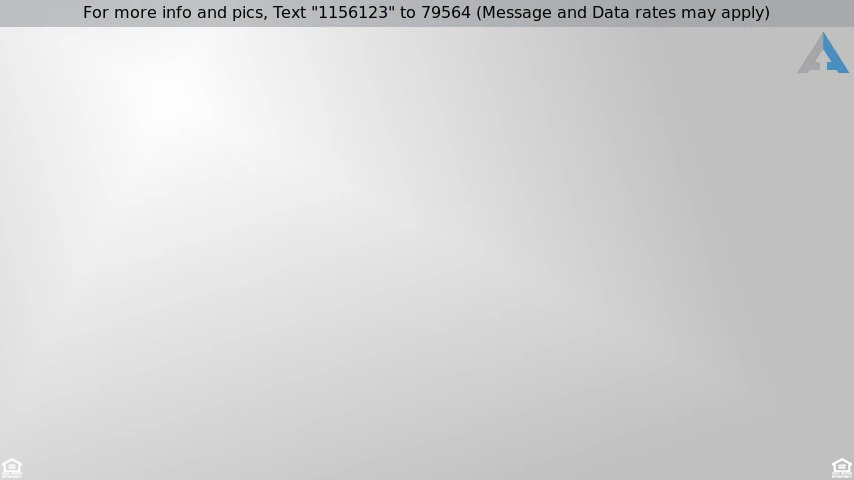 For more info and pics, Text "1156123" to 79564 (Message and Data rates may apply)